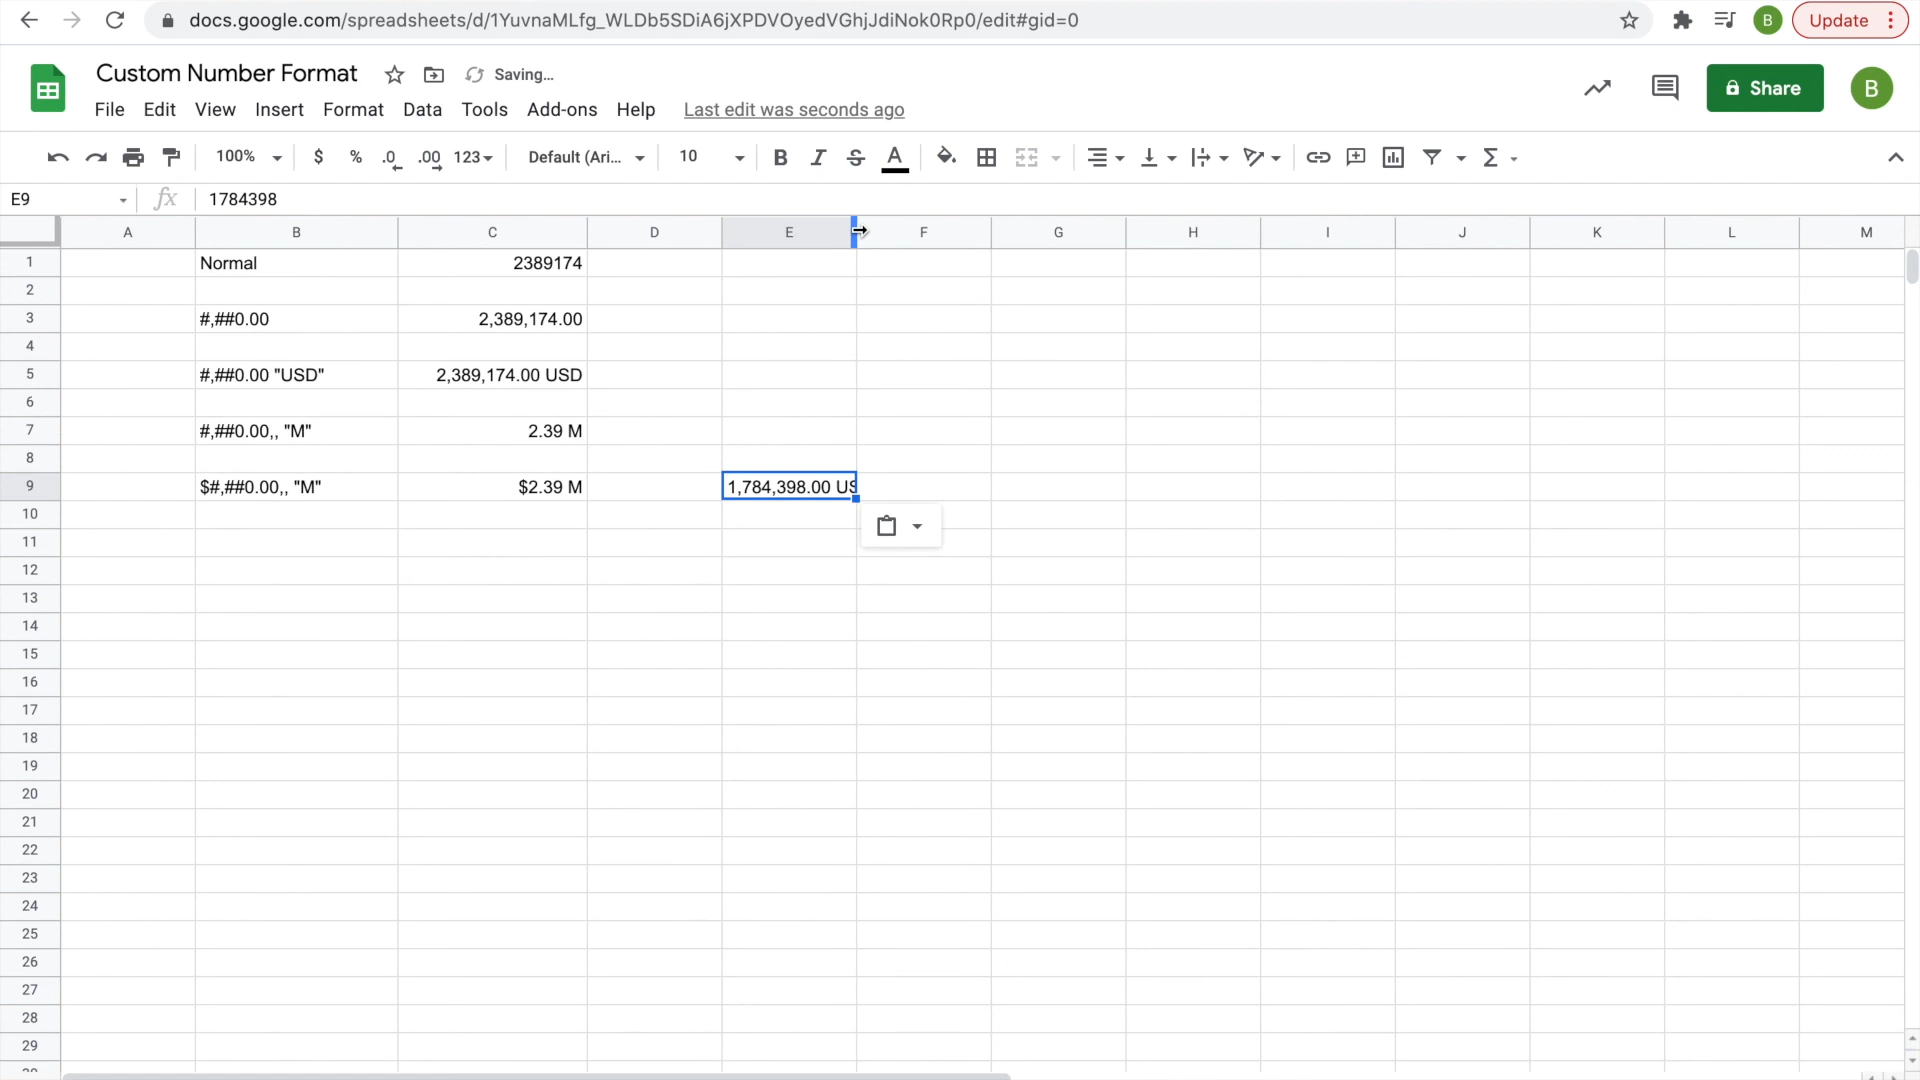 docs.google.com/spreadsheets/d/1YuvnaMLfg_WLDb5SDiA6jXPDVOyedVGhjJdiNok0Rp0/edit#gid=0
B
Update
Custom Number Format
Saving...
File Edit View Insert Format Data Tools Add-ons Help Last edit was seconds ago
Share
B
100% $ % .0 .00 123 Default (Ari... 10 B I S A Σ
E9 fx 1784398
A B C D E F G H I J K L M
1 Normal 2389174
2
3 #,##0.00 2,389,174.00
4
5 #,##0.00 "USD" 2,389,174.00 USD
6
7 #,##0.00,, "M" 2.39 M
8
9 $#,##0.00,, "M" $2.39 M 1,784,398.00 US
10
11
12
13
14
15
16
17
18
19
20
21
22
23
24
25
26
27
28
29